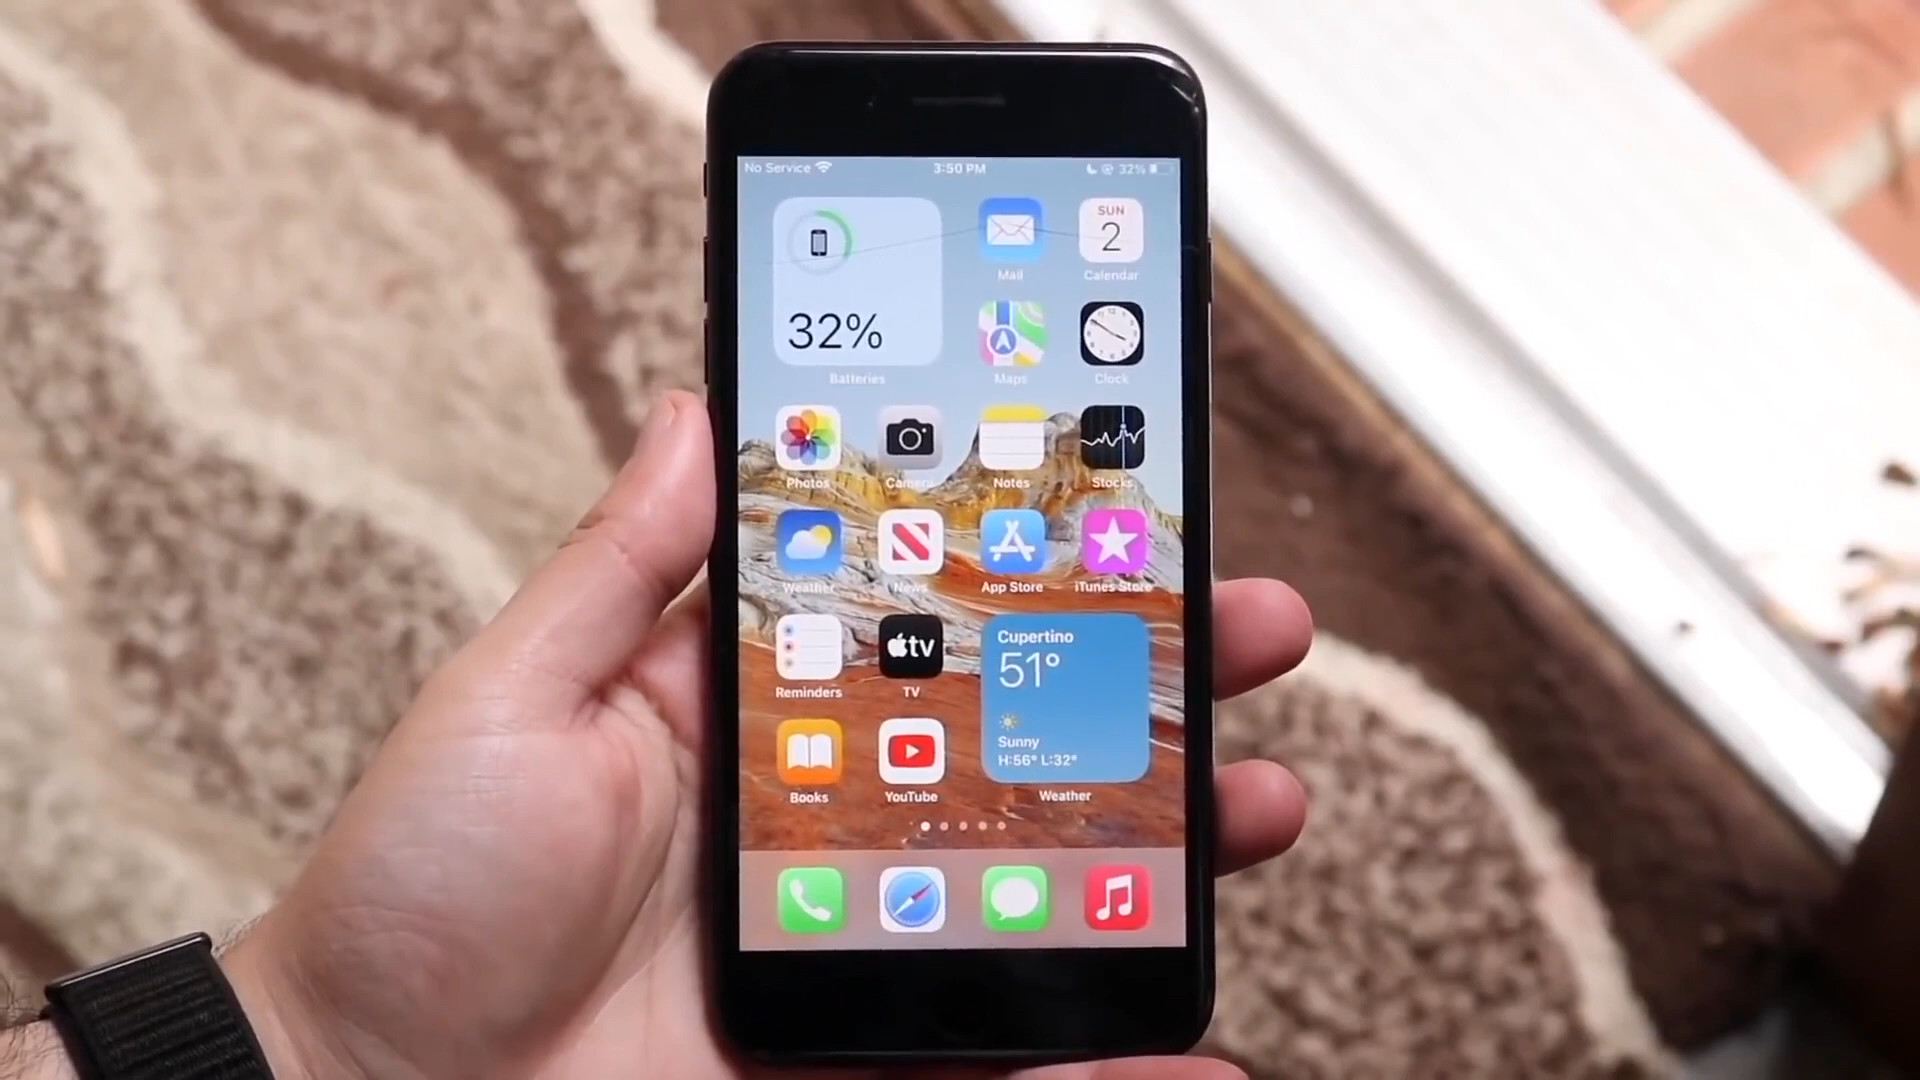 No Service
3:50 PM
32%
SUN
2
Mail
Calendar
32%
Batteries
Maps
12
Clock
Photos
Camera
Notes
Stocks
Weather
News
App Store
iTunes Store
tv
Reminders
TV
Cupertino
51°
Sunny
H:56° L:32°
Books
YouTube
Weather